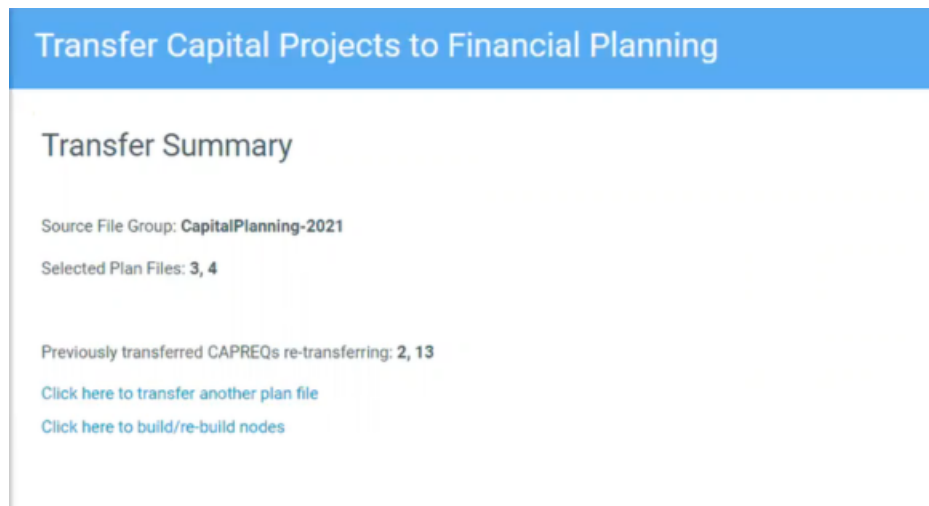 Transfer Capital Projects to Financial Planning
Transfer Summary
Source File Group: CapitalPlanning-2021
Selected Plan Files: 3, 4
Previously transferred CAPREQs re-transferring: 2, 13
Click here to transfer another plan file
Click here to build/re-build nodes